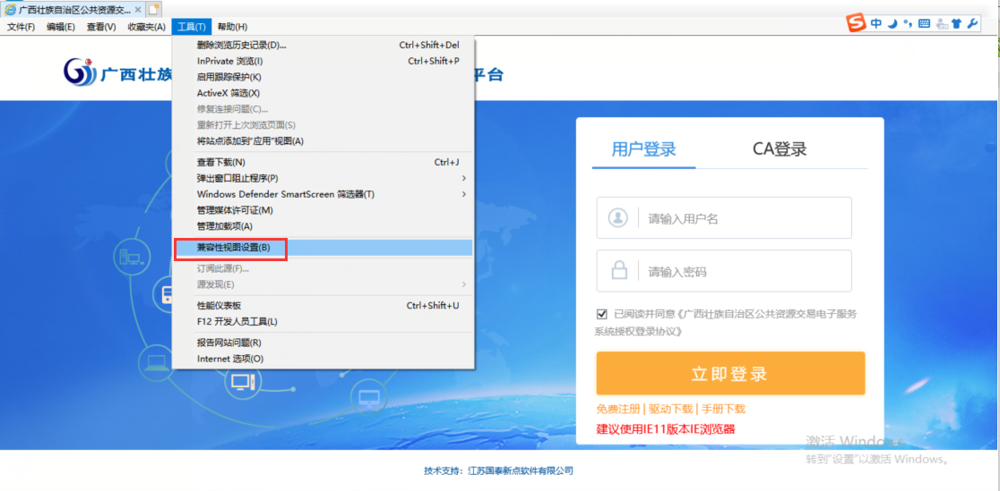 广西壮族自治区公共资源交...
文件(F) 编辑(E) 查看(V) 收藏夹(A) 工具(T) 帮助(H)
中
删除浏览历史记录(D)... Ctrl+Shift+Del
InPrivate 浏览(I) Ctrl+Shift+P
启用跟踪保护(K)
ActiveX 筛选(X)
修复连接问题(C)...
重新打开上次浏览页面(S)
将站点添加到"应用"视图(A)
查看下载(N) Ctrl+J
弹出窗口阻止程序(P)
Windows Defender SmartScreen 筛选器(T)
管理媒体许可证(M)
管理加载项(A)
兼容性视图设置(B)
订阅此源(F)...
源发现(E)
性能仪表板 Ctrl+Shift+U
F12 开发人员工具(L)
报告网站问题(R)
Internet 选项(O)
广西壮族
平台
用户登录 CA登录
请输入用户名
请输入密码
已阅读并同意《广西壮族自治区公共资源交易电子服务
系统授权登录协议》
立即登录
免费注册 | 驱动下载 | 手册下载
建议使用IE11版本IE浏览器
激活 Windows
转到"设置"以激活 Windows。
技术支持：江苏国泰新点软件有限公司